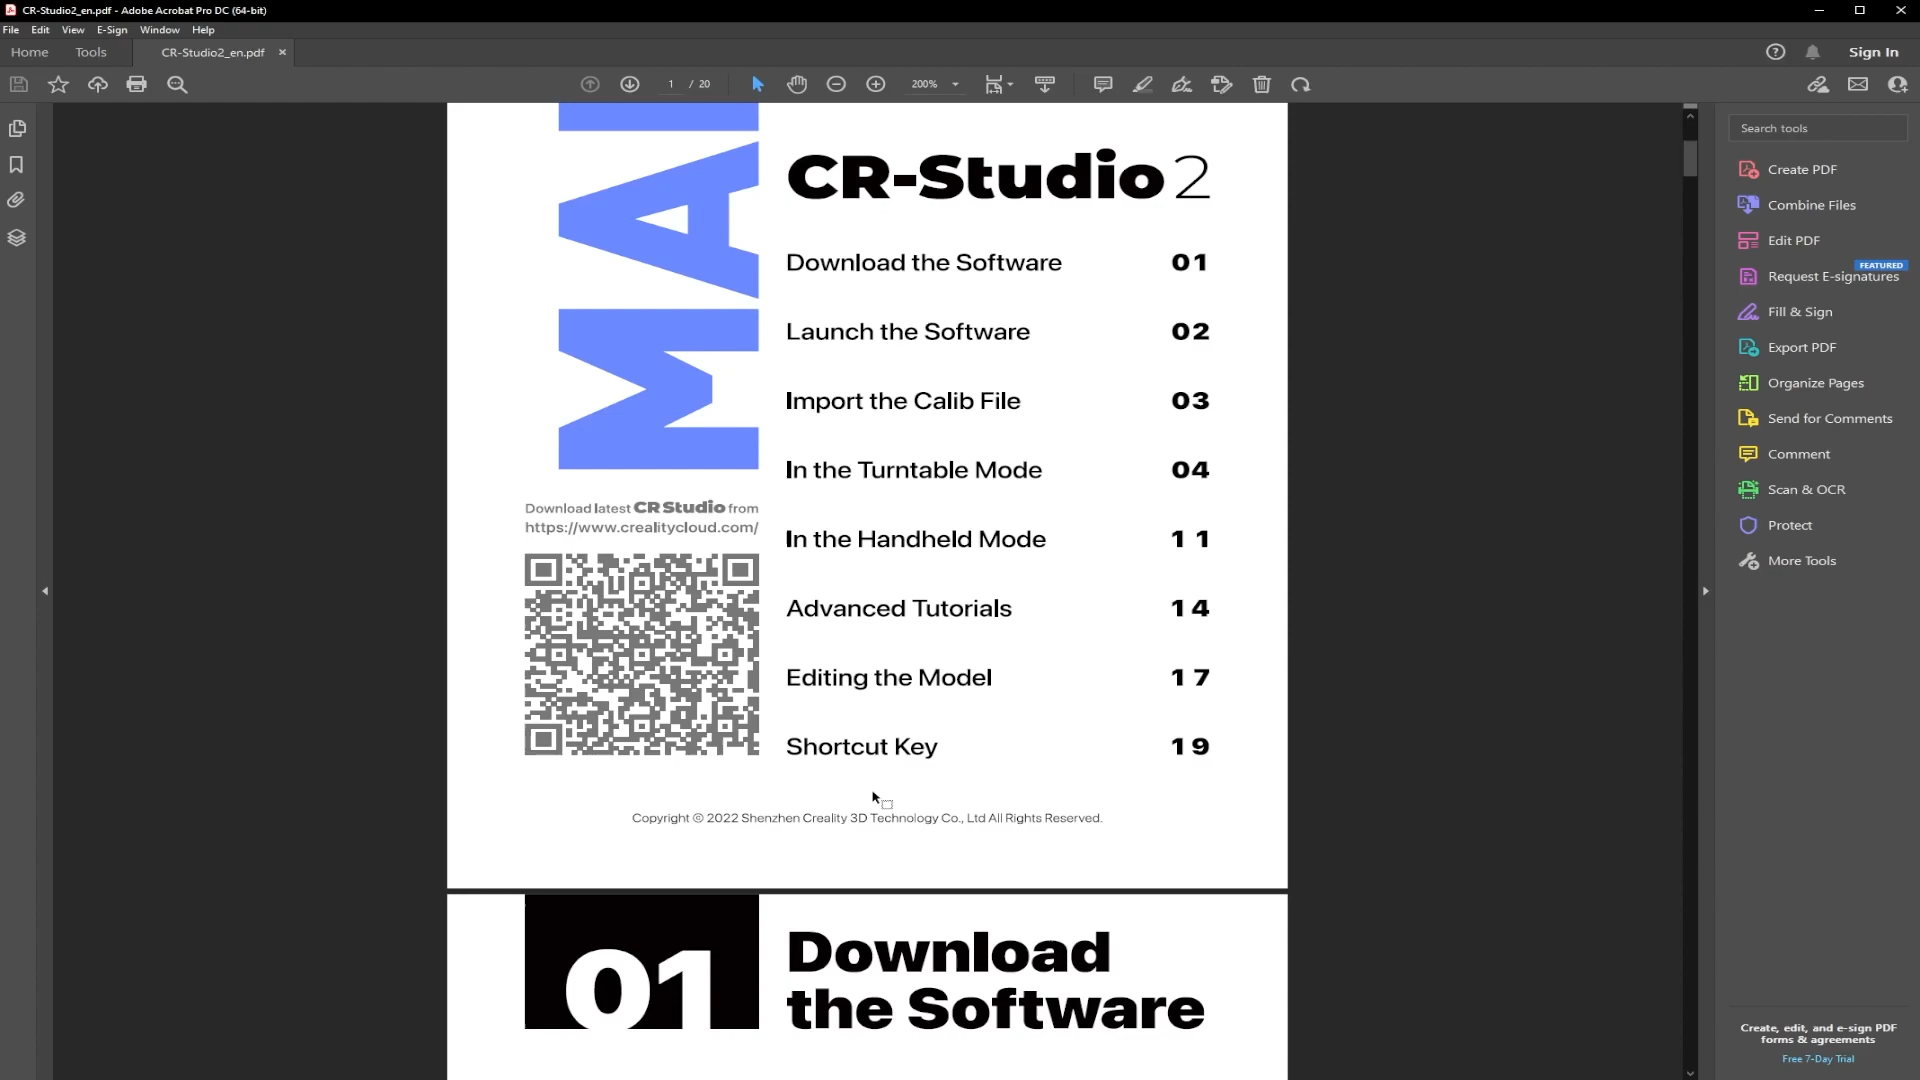 CR-Studio2_en.pdf - Adobe Acrobat Pro DC (64-bit)
File Edit View E-Sign Window Help
Home Tools CR-Studio2_en.pdf
Sign In
1 / 20
200%
MAN
CR-Studio2
Download the Software 01
Launch the Software 02
Import the Calib File 03
In the Turntable Mode 04
In the Handheld Mode 11
Advanced Tutorials 14
Editing the Model 17
Shortcut Key 19
Download latest CR Studio from
https://www.crealitycloud.com/
Copyright © 2022 Shenzhen Creality 3D Technology Co., Ltd All Rights Reserved.
01
Download
the Software
Search tools
Create PDF
Combine Files
Edit PDF
FEATURED
Request E-signatures
Fill & Sign
Export PDF
Organize Pages
Send for Comments
Comment
Scan & OCR
Protect
More Tools
Create, edit, and e-sign PDF
forms & agreements
Free 7-Day Trial